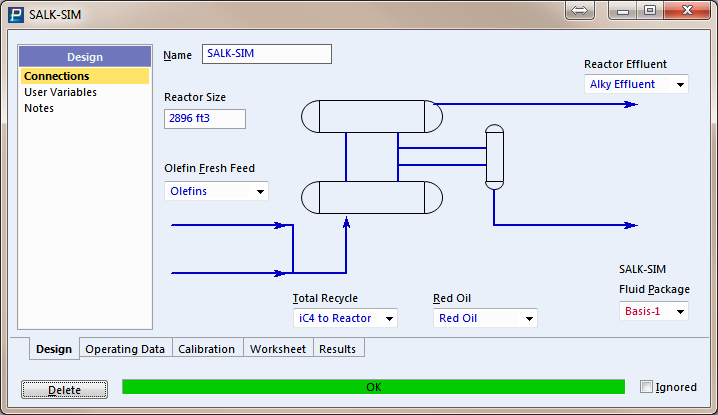 SALK-SIM
Design
Connections
User Variables
Notes
Name SALK-SIM
Reactor Size
2896 ft3
Olefin Fresh Feed
Olefins
Reactor Effluent
Alky Effluent
Total Recycle
iC4 to Reactor
Red Oil
Red Oil
SALK-SIM
Fluid Package
Basis-1
Design Operating Data Calibration Worksheet Results
Delete OK Ignored